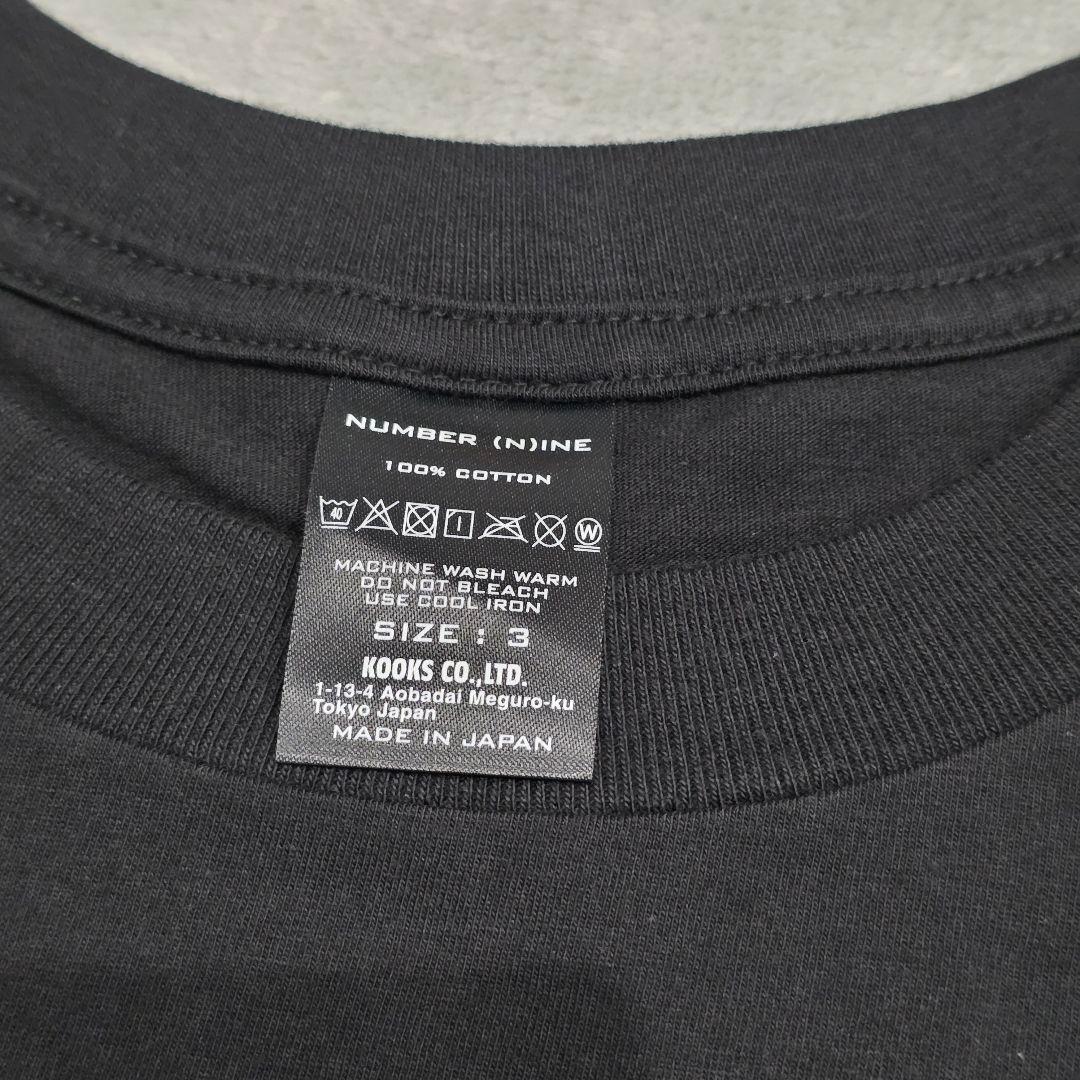 NUMBER (N)INE
100% COTTON
40 W
MACHINE WASH WARM
DO NOT BLEACH
USE COOL IRON
SIZE : 3
KOOKS CO.,LTD.
1-13-4 Aobadai Meguro-ku
Tokyo Japan
MADE IN JAPAN